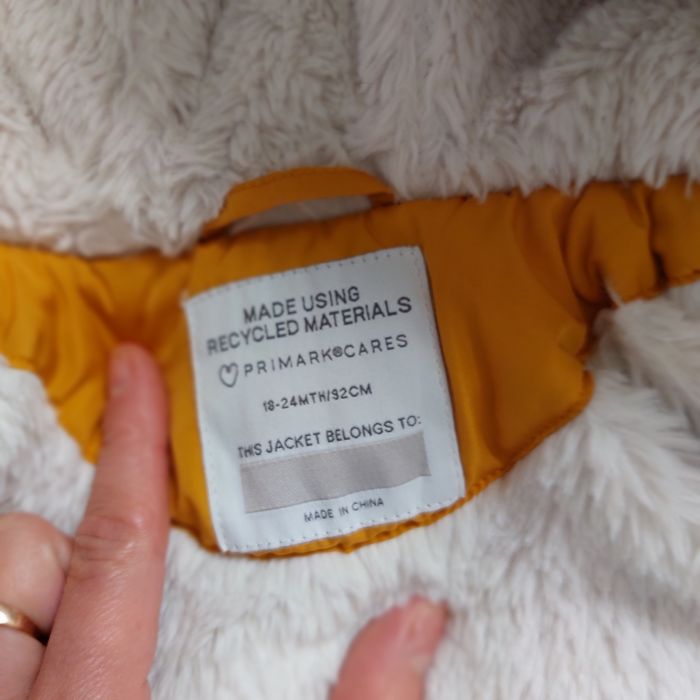 MADE USING
RECYCLED MATERIALS
PRIMARK®CARES
18-24MTH/92CM
THIS JACKET BELONGS TO:
MADE IN CHINA